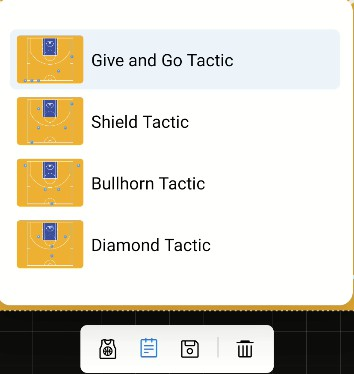 Give and Go Tactic
Shield Tactic
Bullhorn Tactic
Diamond Tactic